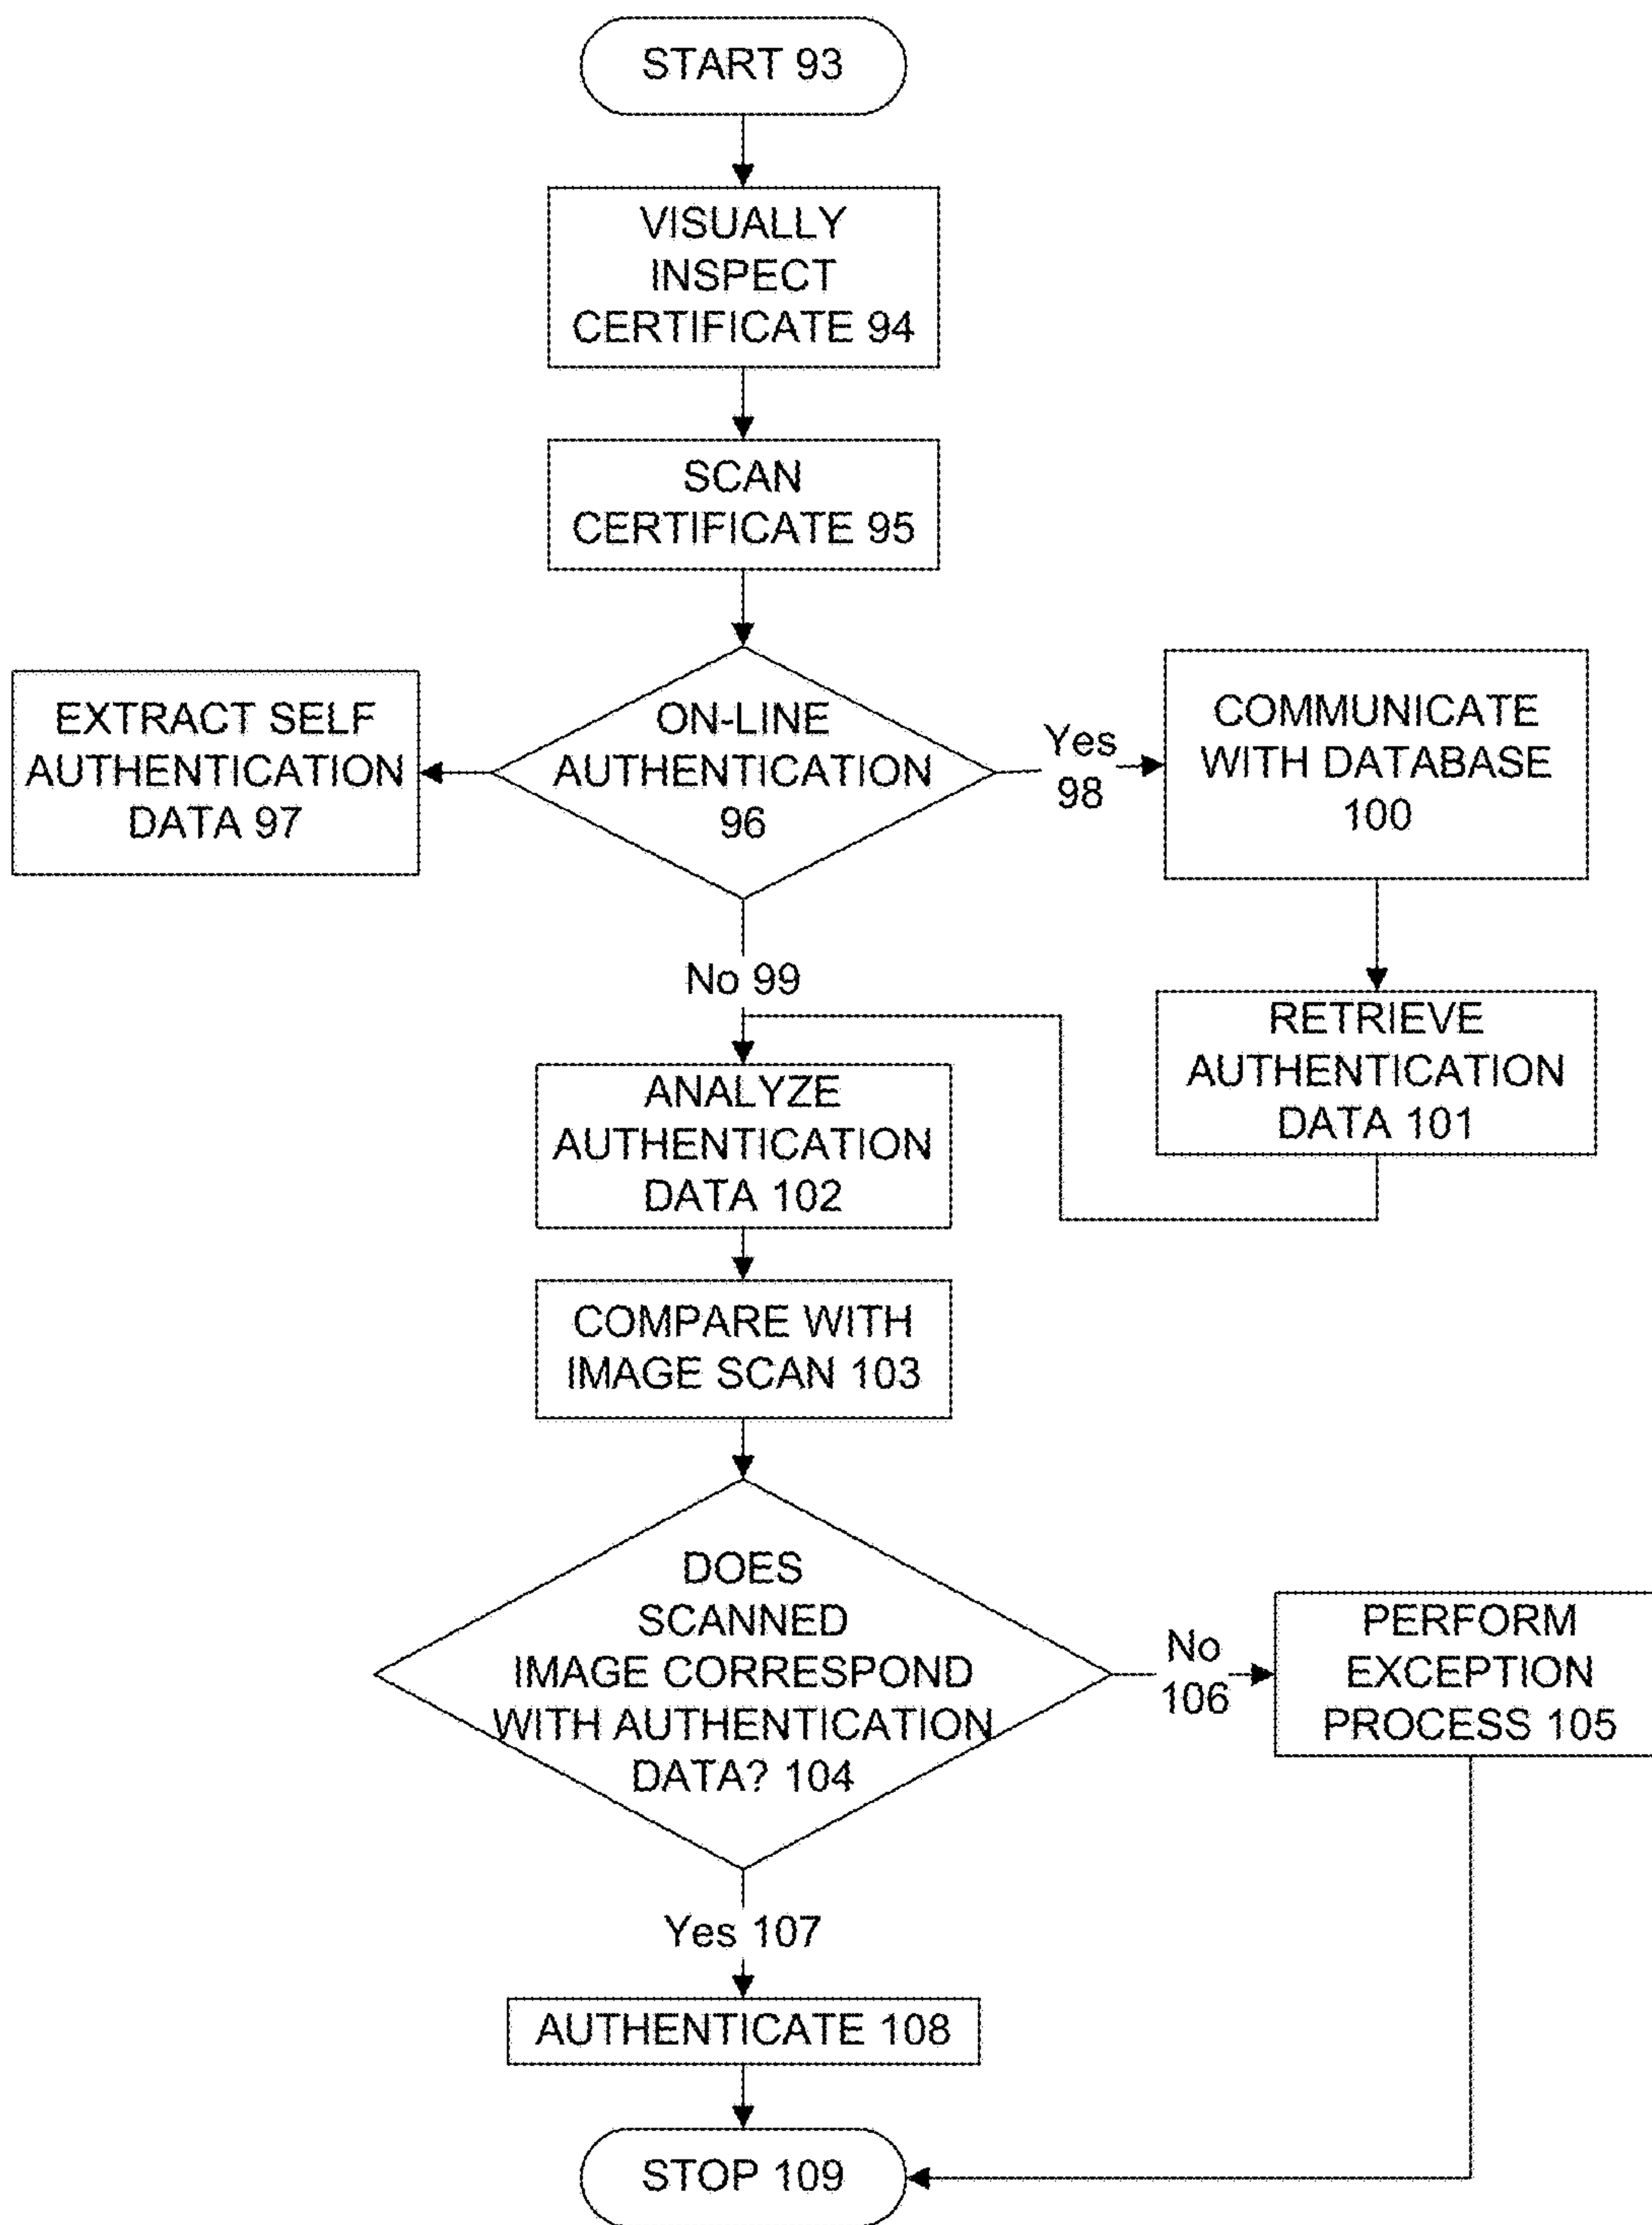 START 93
VISUALLY
INSPECT
CERTIFICATE 94
SCAN
CERTIFICATE 95
EXTRACT SELF
AUTHENTICATION
DATA 97
ON-LINE
AUTHENTICATION
96
Yes
98
COMMUNICATE
WITH DATABASE
100
No 99
RETRIEVE
AUTHENTICATION
DATA 101
ANALYZE
AUTHENTICATION
DATA 102
COMPARE WITH
IMAGE SCAN 103
DOES
SCANNED
IMAGE CORRESPOND
WITH AUTHENTICATION
DATA? 104
No
106
PERFORM
EXCEPTION
PROCESS 105
Yes 107
AUTHENTICATE 108
STOP 109